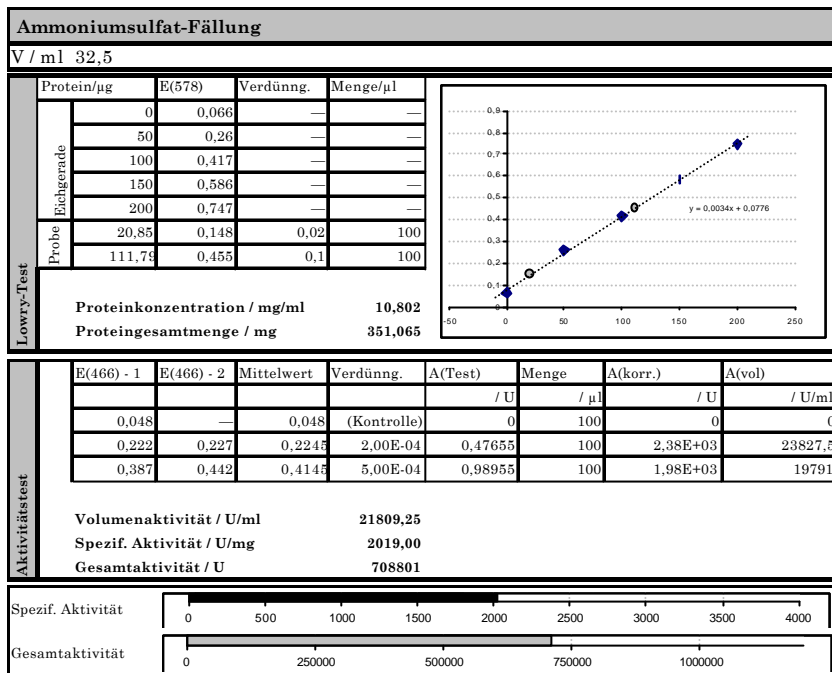 Ammoniumsulfat-Fällung
V / ml 32,5
Lowry-Test
Protein/µg E(578) Verdünng. Menge/µl
Eichgerade
0 0,066 — —
50 0,26 — —
100 0,417 — —
150 0,586 — —
200 0,747 — —
Probe
20,85 0,148 0,02 100
111,79 0,455 0,1 100
Proteinkonzentration / mg/ml 10,802
Proteingesamtmenge / mg 351,065
0,9
0,8
0,7
0,6
0,5
0,4
0,3
0,2
0,1
0
-50 0 50 100 150 200 250
y = 0,0034x + 0,0776
Aktivitätstest
E(466) - 1 E(466) - 2 Mittelwert Verdünng. A(Test) Menge A(korr.) A(vol)
/ U / µl / U / U/ml
0,048 — 0,048 (Kontrolle) 0 100 0 0
0,222 0,227 0,2245 2,00E-04 0,47655 100 2,38E+03 23827,5
0,387 0,442 0,4145 5,00E-04 0,98955 100 1,98E+03 19791
Volumenaktivität / U/ml 21809,25
Spezif. Aktivität / U/mg 2019,00
Gesamtaktivität / U 708801
Spezif. Aktivität
0 500 1000 1500 2000 2500 3000 3500 4000
Gesamtaktivität
0 250000 500000 750000 1000000